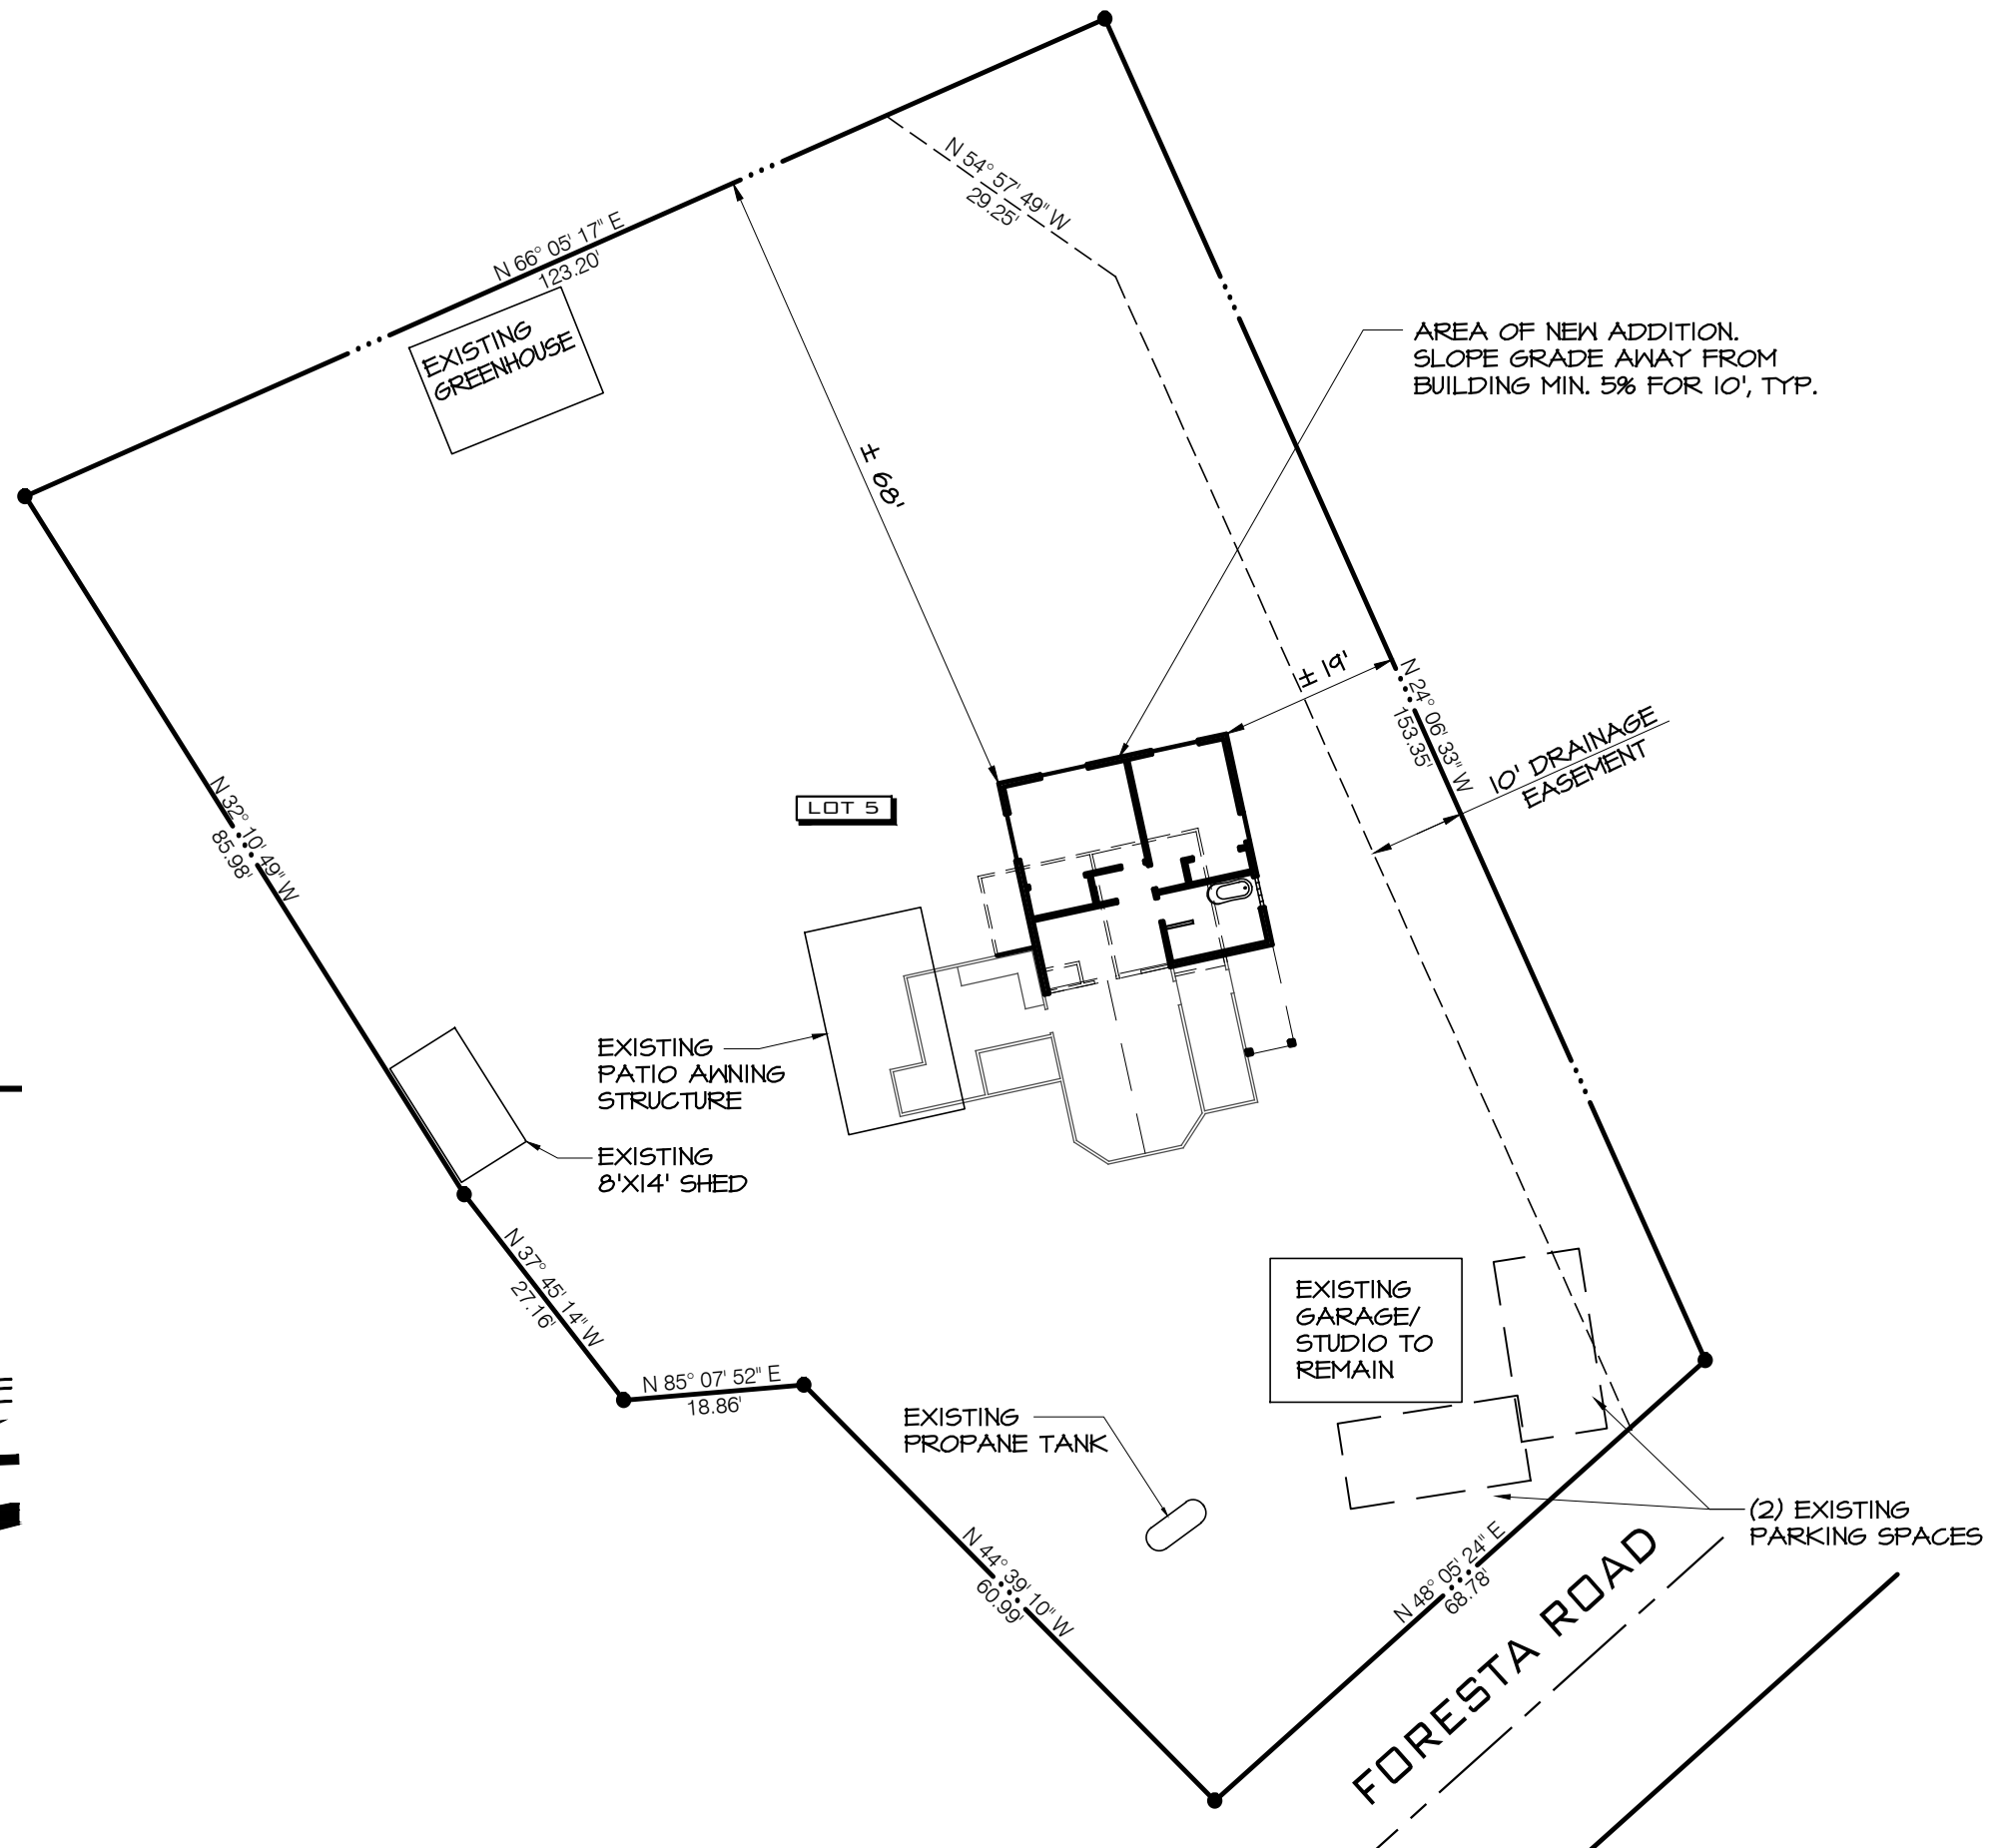 N 54° 57' 49" W
29.25'
N 66° 05' 17" E
123.20'
EXISTING
GREENHOUSE
AREA OF NEW ADDITION.
SLOPE GRADE AWAY FROM
BUILDING MIN. 5% FOR 10', TYP.
± 68'
± 19'
N 24° 06' 33" W
153.35'
10' DRAINAGE
EASEMENT
LOT 5
N 32° 10' 49" W
85.98'
EXISTING
PATIO AWNING
STRUCTURE
EXISTING
8'X14' SHED
N 37° 45' 14" W
27.16'
EXISTING
GARAGE/
STUDIO TO
REMAIN
N 85° 07' 52" E
18.86'
EXISTING
PROPANE TANK
(2) EXISTING
PARKING SPACES
N 44° 39' 10" W
60.99'
N 48° 05' 24" E
68.78'
FORESTA ROAD